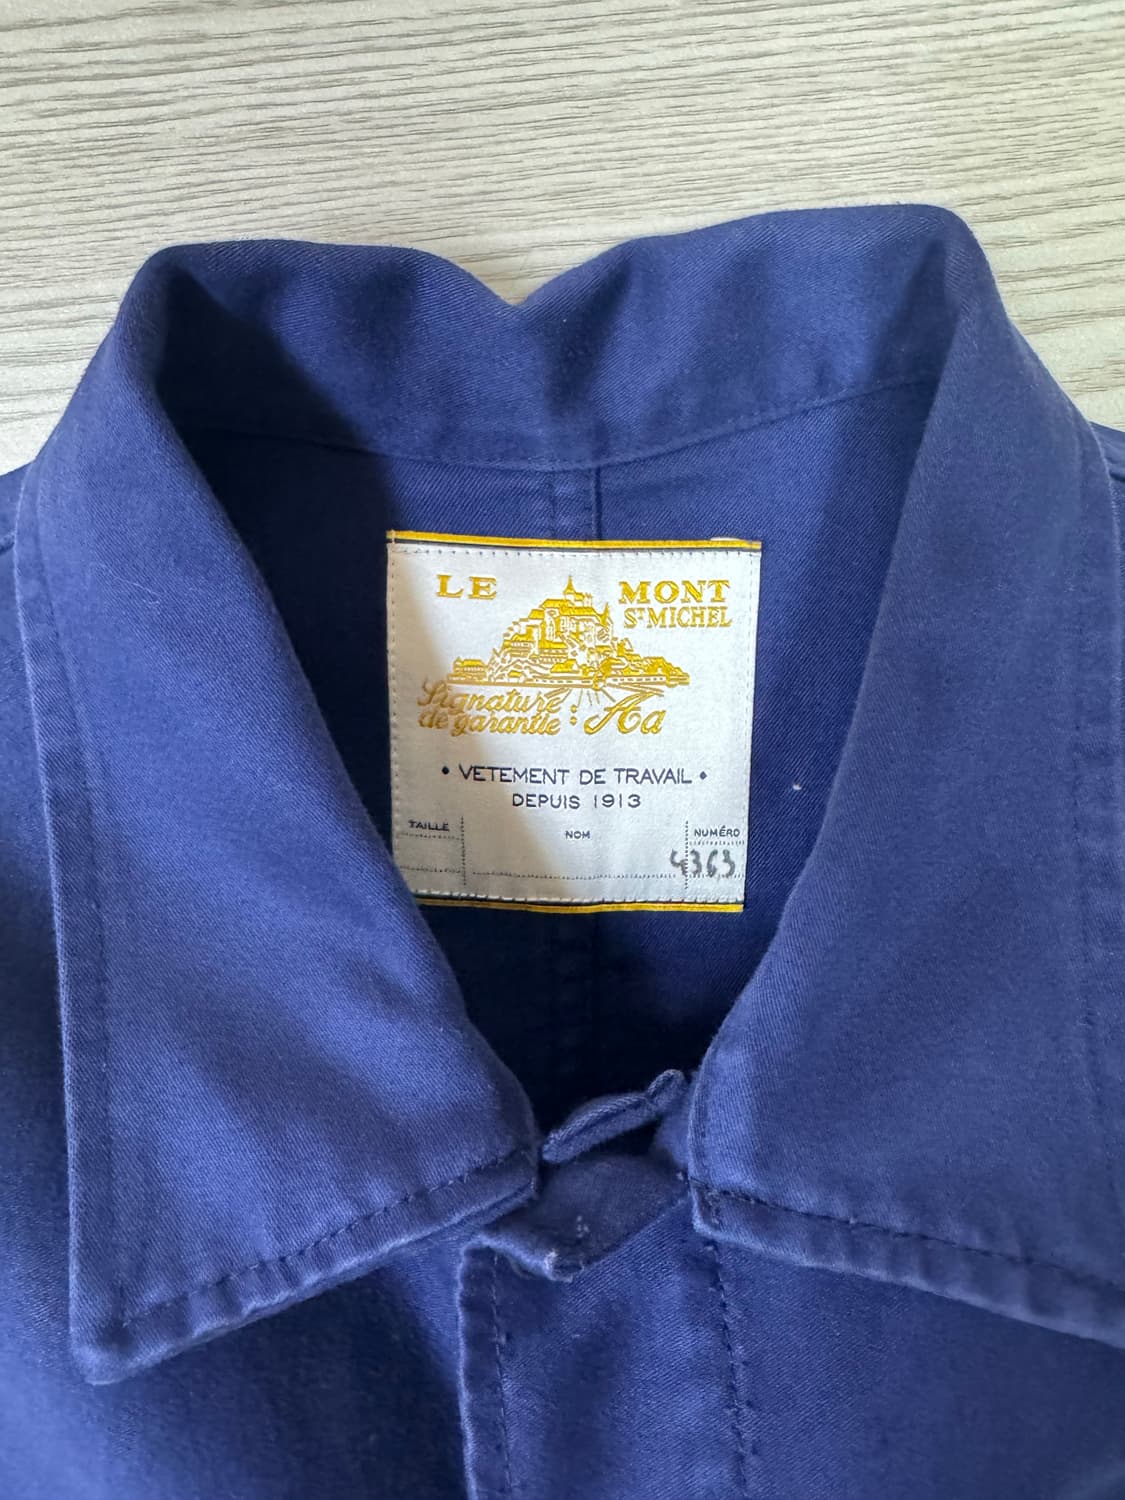 LE MONT
ST MICHEL
Signature
de garantie : Aa
• VETEMENT DE TRAVAIL •
DEPUIS 1913
TAILLE NOM NUMÉRO
4363